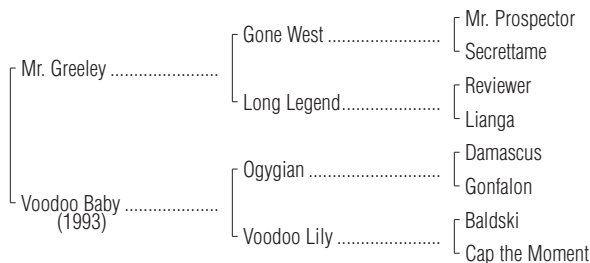 Mr. Prospector
Gone West ........................
Secrettame
Mr. Greeley .......................
Reviewer
Long Legend.....................
Lianga
Damascus
Ogygian ............................
Gonfalon
Voodoo Baby ....................
(1993)
Baldski
Voodoo Lily ......................
Cap the Moment